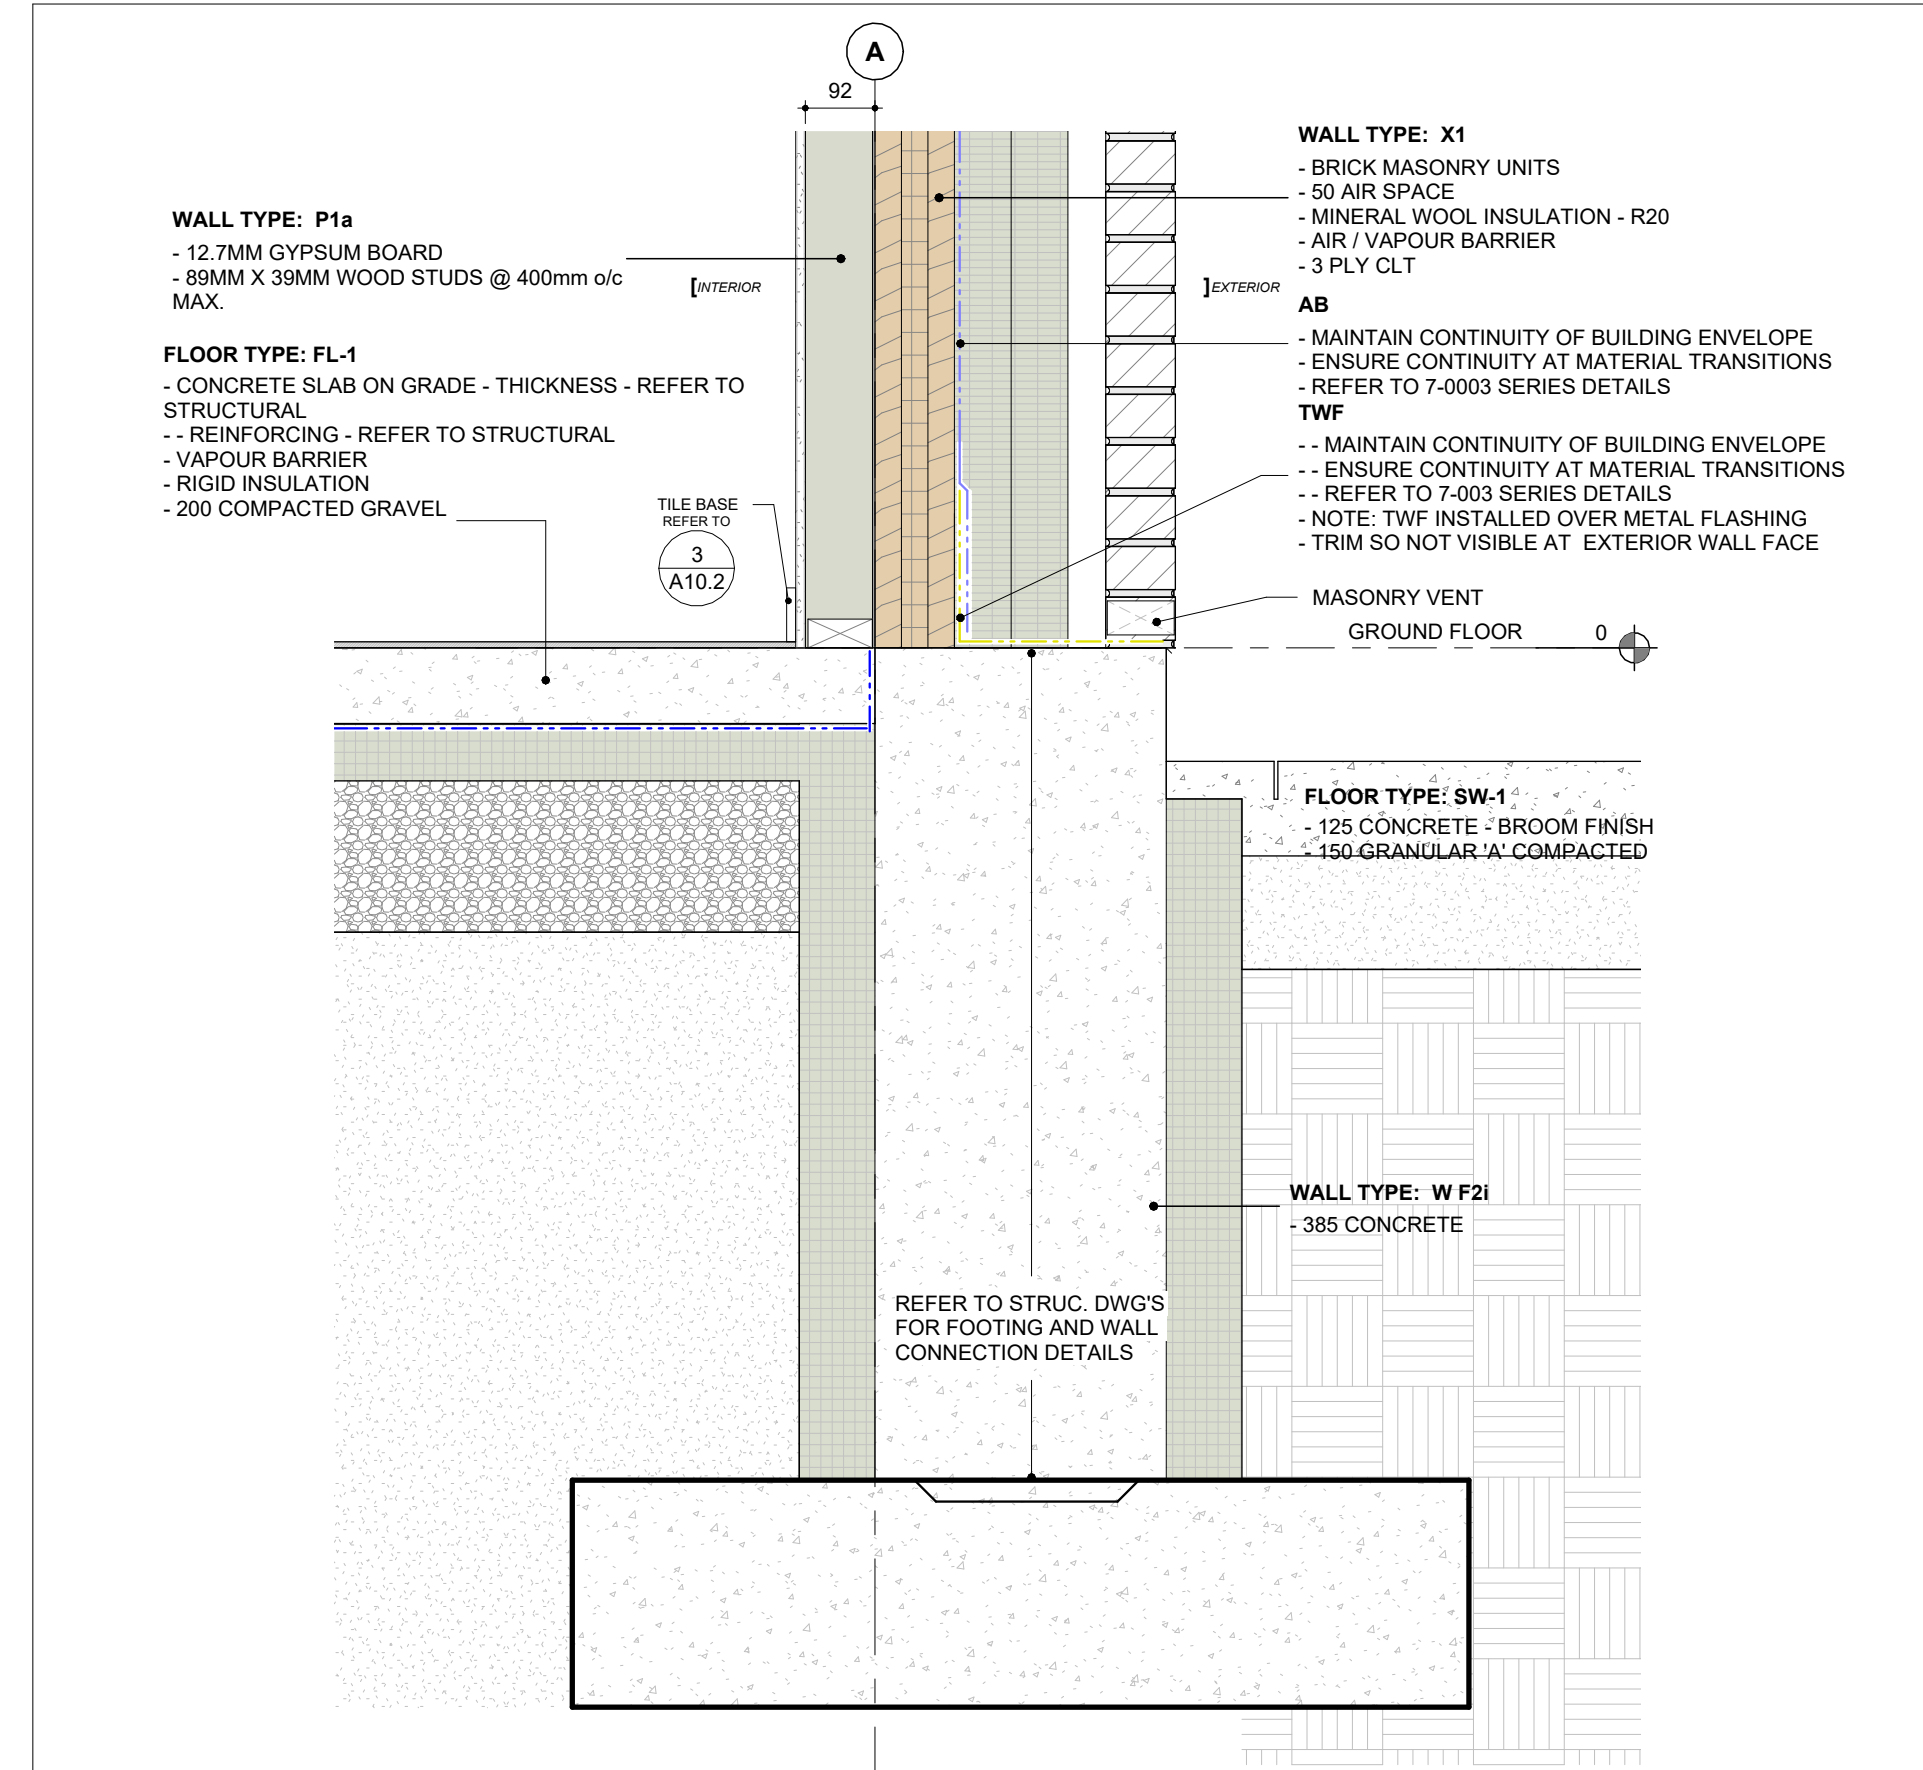 A
92
WALL TYPE: P1a
- 12.7MM GYPSUM BOARD
- 89MM X 39MM WOOD STUDS @ 400mm o/c
MAX.
[INTERIOR
]EXTERIOR
FLOOR TYPE: FL-1
- CONCRETE SLAB ON GRADE - THICKNESS - REFER TO
STRUCTURAL
- - REINFORCING - REFER TO STRUCTURAL
- VAPOUR BARRIER
- RIGID INSULATION
- 200 COMPACTED GRAVEL
TILE BASE
REFER TO
3
A10.2
WALL TYPE: X1
- BRICK MASONRY UNITS
- 50 AIR SPACE
- MINERAL WOOL INSULATION - R20
- AIR / VAPOUR BARRIER
- 3 PLY CLT
AB
- MAINTAIN CONTINUITY OF BUILDING ENVELOPE
- ENSURE CONTINUITY AT MATERIAL TRANSITIONS
- REFER TO 7-0003 SERIES DETAILS
TWF
- - MAINTAIN CONTINUITY OF BUILDING ENVELOPE
- - ENSURE CONTINUITY AT MATERIAL TRANSITIONS
- - REFER TO 7-003 SERIES DETAILS
- NOTE: TWF INSTALLED OVER METAL FLASHING
- TRIM SO NOT VISIBLE AT EXTERIOR WALL FACE
MASONRY VENT
GROUND FLOOR 0
FLOOR TYPE: SW-1
- 125 CONCRETE - BROOM FINISH
- 150 GRANULAR 'A' COMPACTED
WALL TYPE: W F2i
- 385 CONCRETE
REFER TO STRUC. DWG'S
FOR FOOTING AND WALL
CONNECTION DETAILS